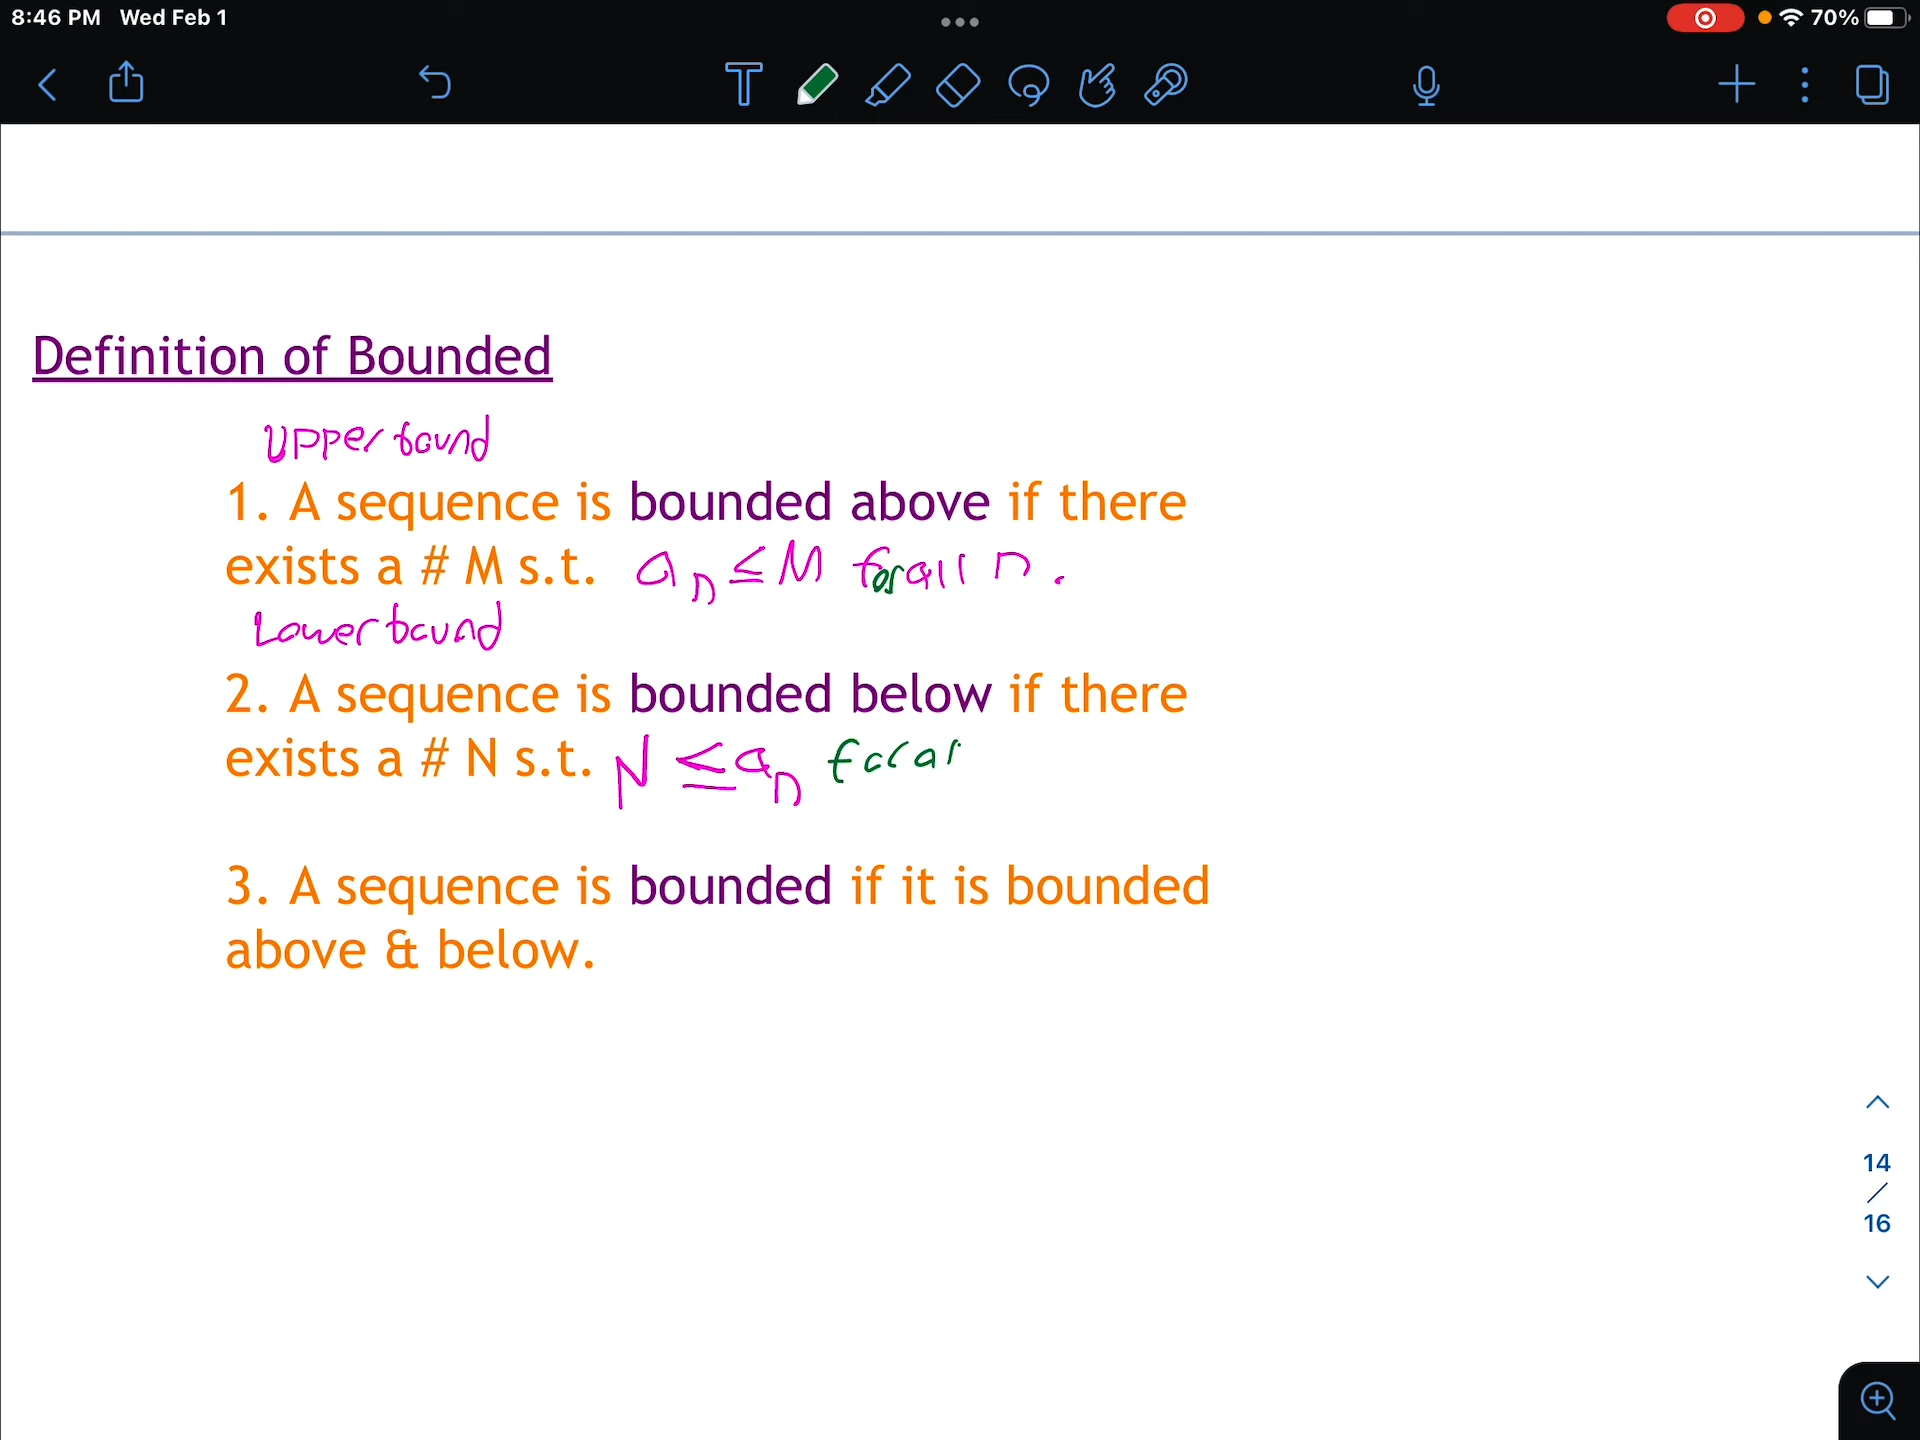 8:46 PM Wed Feb 1
70%
Definition of Bounded
Upper bound
1. A sequence is bounded above if there
exists a # M s.t. aₙ ≤ M for all n.
Lower bound
2. A sequence is bounded below if there
exists a # N s.t. N ≤ aₙ for al
3. A sequence is bounded if it is bounded
above & below.
14
/
16